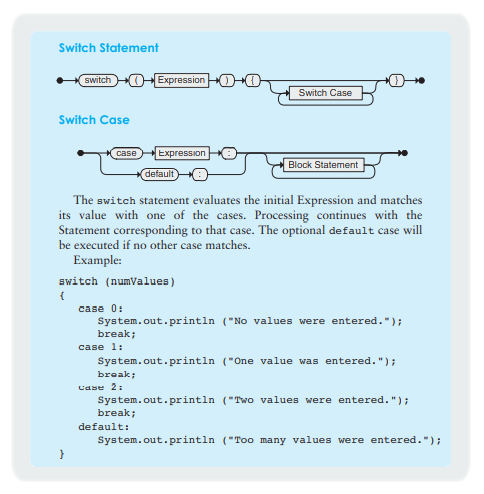 Switch Statement
switch ( Expression ) { Switch Case }
Switch Case
case Expression : Block Statement
default :
The switch statement evaluates the initial Expression and matches
its value with one of the cases. Processing continues with the
Statement corresponding to that case. The optional default case will
be executed if no other case matches.
Example:
switch (numValues)
{
case 0:
System.out.println ("No values were entered.");
break;
case 1:
System.out.println ("One value was entered.");
break;
case 2:
System.out.println ("Two values were entered.");
break;
default:
System.out.println ("Too many values were entered.");
}